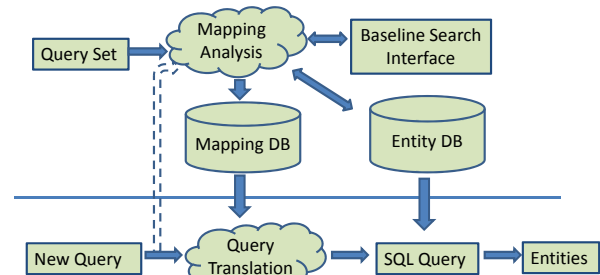 Mapping
Analysis
Query Set
Baseline Search
Interface
Mapping DB
Entity DB
New Query
Query
Translation
SQL Query
Entities